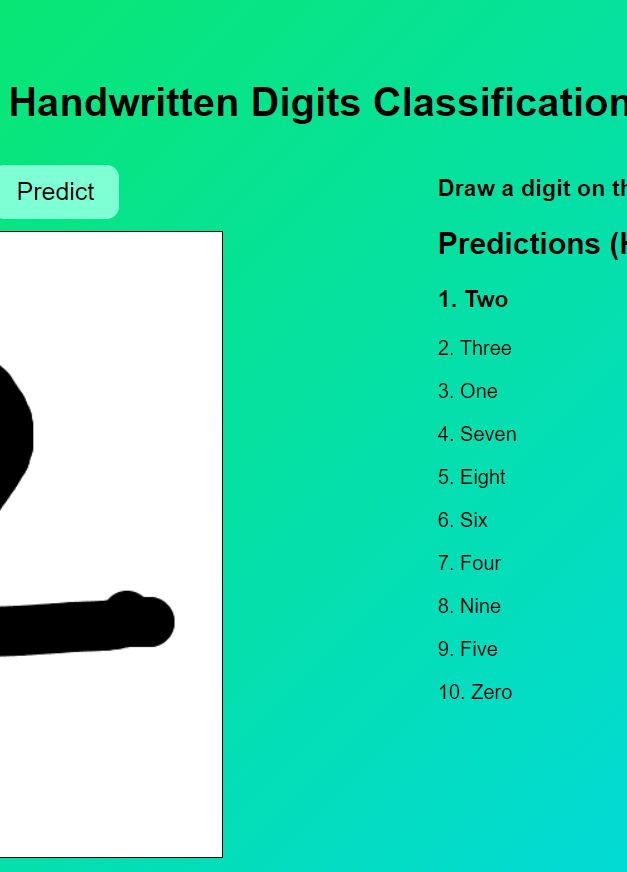 Handwritten Digits Classification
Predict
Draw a digit on th
Predictions (H
1. Two
2. Three
3. One
4. Seven
5. Eight
6. Six
7. Four
8. Nine
9. Five
10. Zero